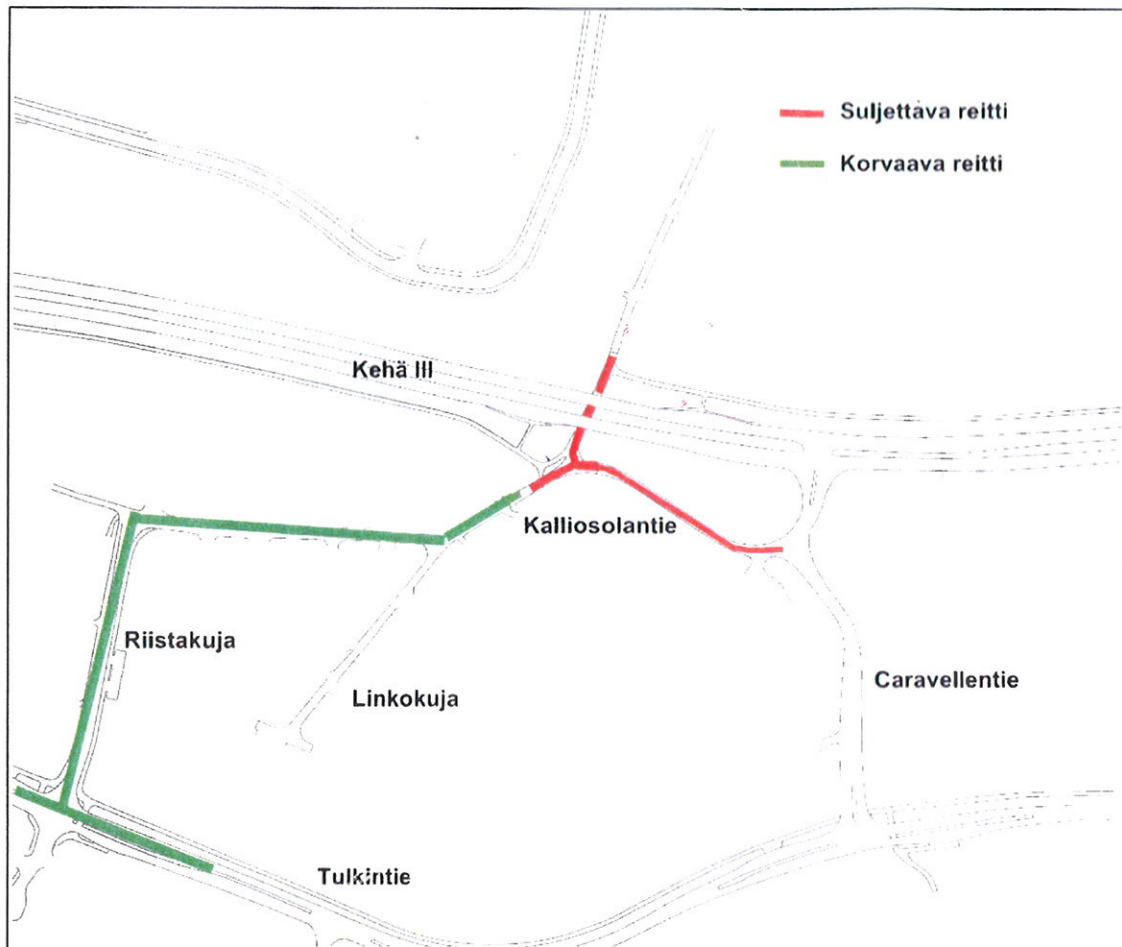 Suljettava reitti
Korvaava reitti
Kehä III
Kalliosolantie
Riistakuja
Linkokuja
Caravellentie
Tulkintie